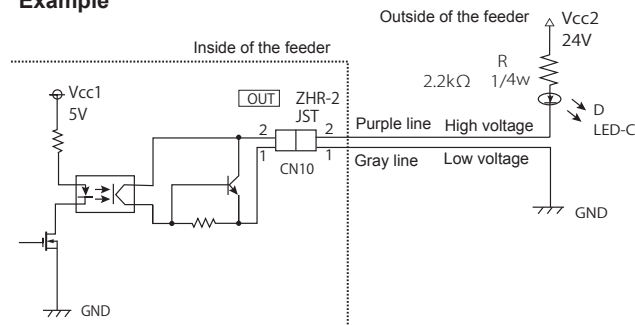 Example
Outside of the feeder
Vcc2
24V
Inside of the feeder
R
2.2kΩ 1/4w
Vcc1
5V
OUT
ZHR-2
JST
D
LED-C
2
2
Purple line High voltage
1
1
CN10
Gray line Low voltage
GND
GND